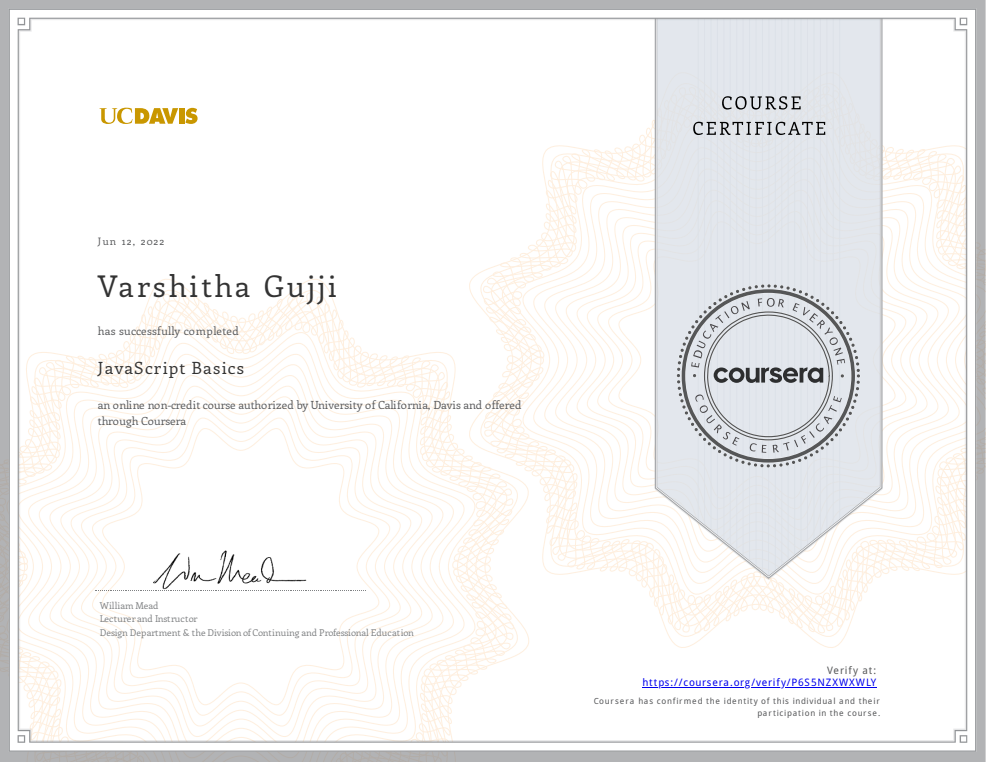 UCDAVIS
COURSE
CERTIFICATE
Jun 12, 2022
Varshitha Gujji
has successfully completed
JavaScript Basics
an online non-credit course authorized by University of California, Davis and offered
through Coursera
EDUCATION FOR EVERYONE
coursera
COURSE CERTIFICATE
Wm Mead
William Mead
Lecturer and Instructor
Design Department & the Division of Continuing and Professional Education
Verify at:
https://coursera.org/verify/P6S5NZXWXWLY
Coursera has confirmed the identity of this individual and their
participation in the course.